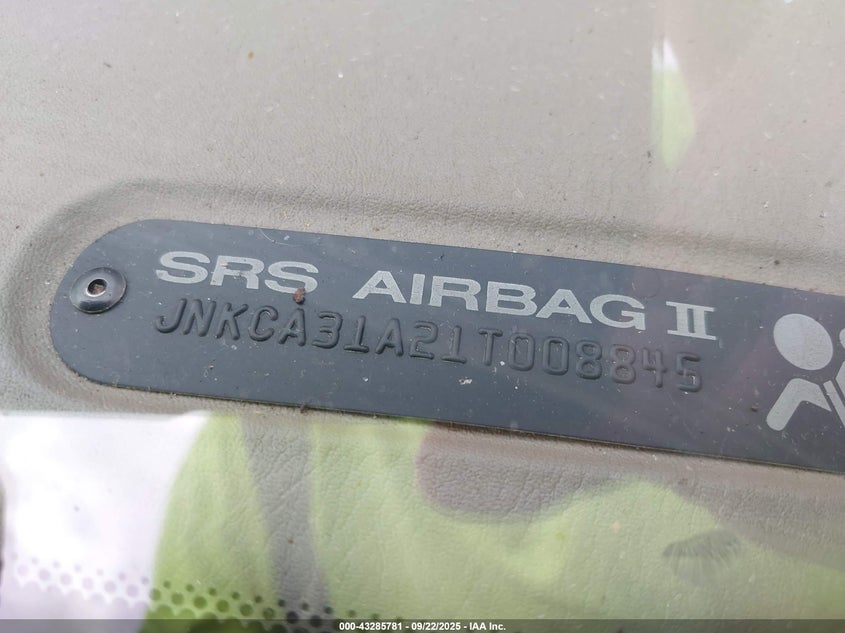 SRS AIRBAG II
JNKCA31A21T008845
000-43285781 - 09/22/2025 - IAA Inc.